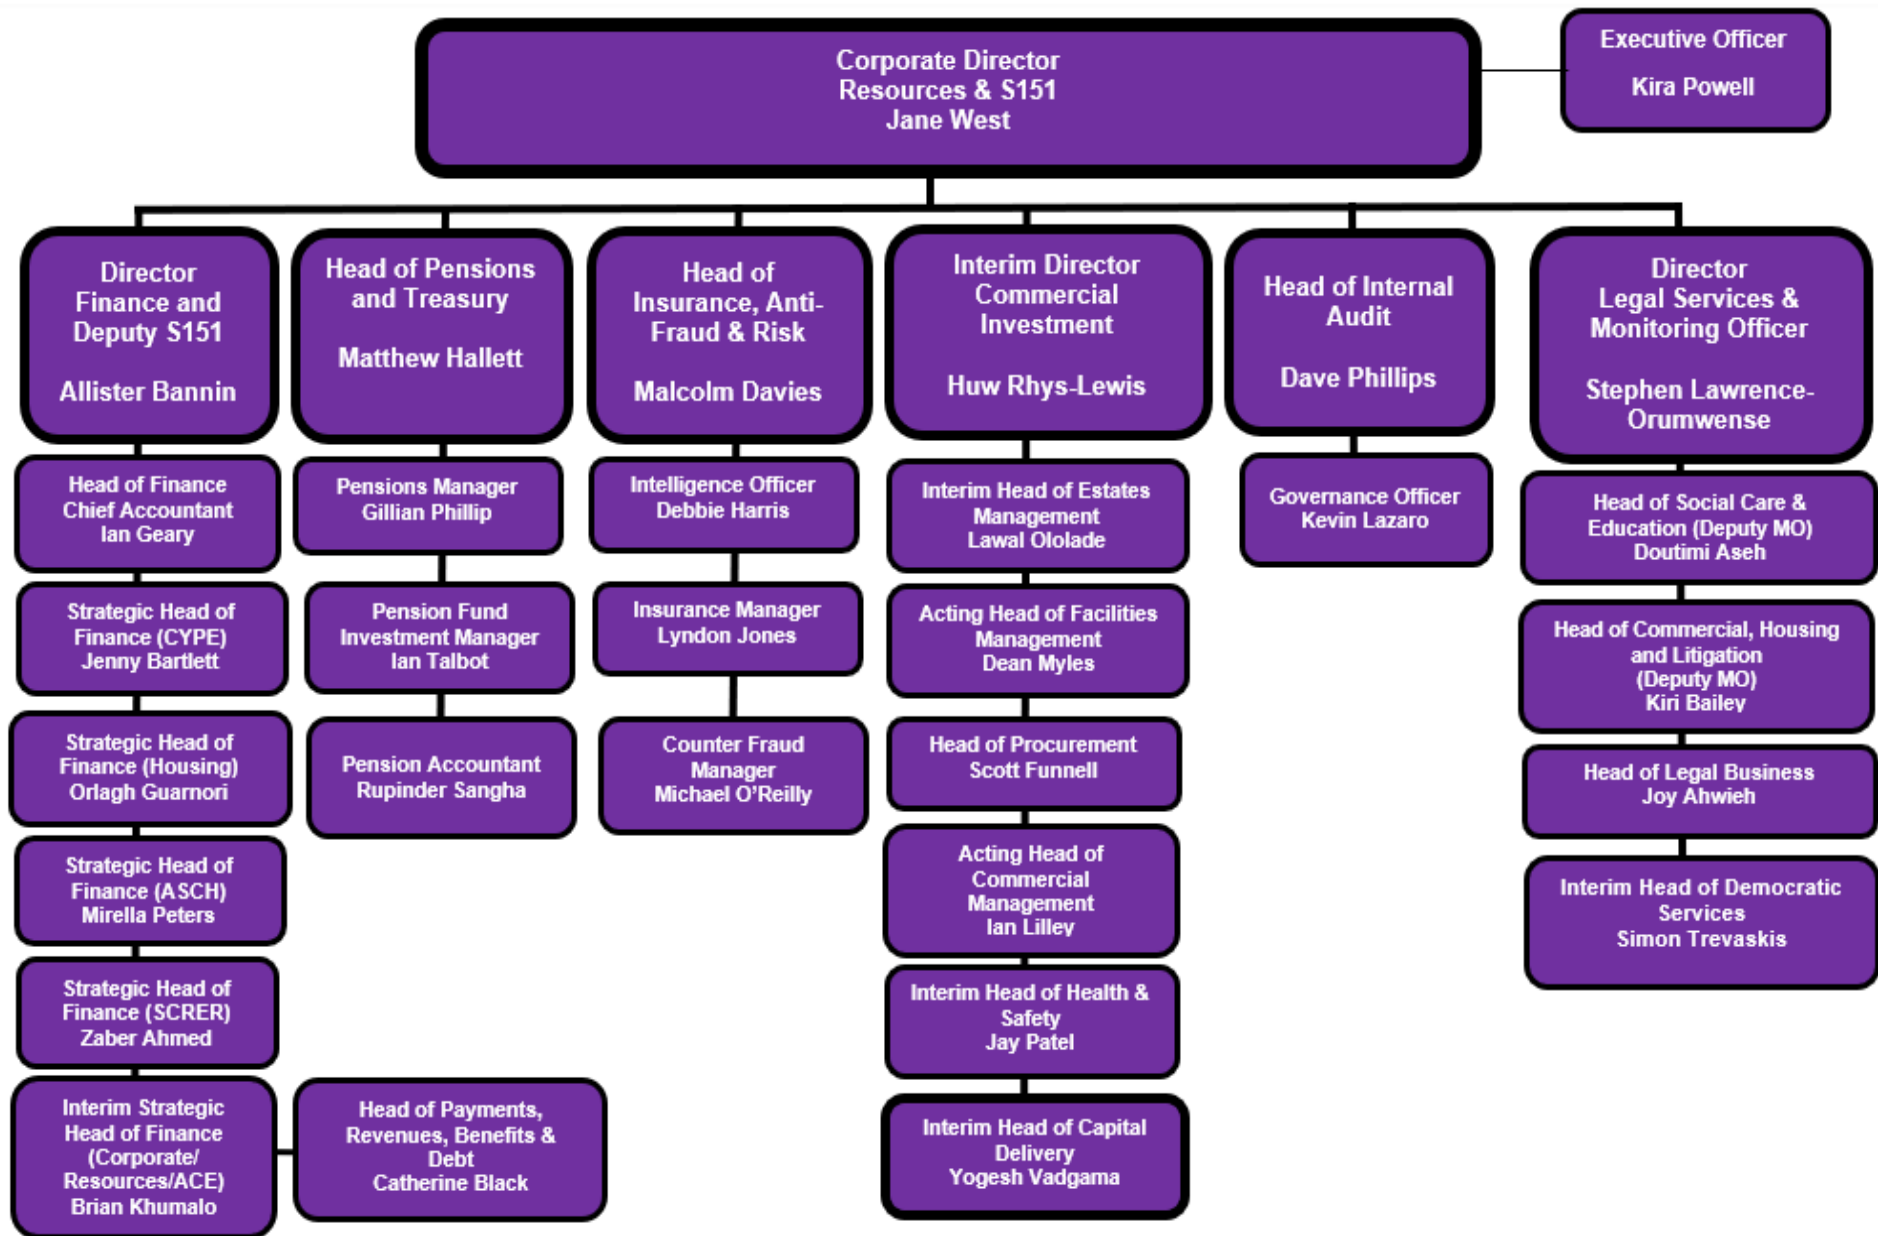 Corporate Director
Resources & S151
Jane West
Executive Officer
Kira Powell
Director
Finance and
Deputy S151
Allister Bannin
Head of Finance
Chief Accountant
Ian Geary
Strategic Head of
Finance (CYPE)
Jenny Bartlett
Strategic Head of
Finance (Housing)
Orlagh Guarnori
Strategic Head of
Finance (ASCH)
Mirella Peters
Strategic Head of
Finance (SCRER)
Zaber Ahmed
Interim Strategic
Head of Finance
(Corporate/
Resources/ACE)
Brian Khumalo
Head of Payments,
Revenues, Benefits &
Debt
Catherine Black
Head of Pensions
and Treasury
Matthew Hallett
Pensions Manager
Gillian Phillip
Pension Fund
Investment Manager
Ian Talbot
Pension Accountant
Rupinder Sangha
Head of
Insurance, Anti-
Fraud & Risk
Malcolm Davies
Intelligence Officer
Debbie Harris
Insurance Manager
Lyndon Jones
Counter Fraud
Manager
Michael O'Reilly
Interim Director
Commercial
Investment
Huw Rhys-Lewis
Interim Head of Estates
Management
Lawal Ololade
Acting Head of Facilities
Management
Dean Myles
Head of Procurement
Scott Funnell
Acting Head of
Commercial
Management
Ian Lilley
Interim Head of Health &
Safety
Jay Patel
Interim Head of Capital
Delivery
Yogesh Vadgama
Head of Internal
Audit
Dave Phillips
Governance Officer
Kevin Lazaro
Director
Legal Services &
Monitoring Officer
Stephen Lawrence-
Orumwense
Head of Social Care &
Education (Deputy MO)
Doutimi Aseh
Head of Commercial, Housing
and Litigation
(Deputy MO)
Kiri Bailey
Head of Legal Business
Joy Ahwieh
Interim Head of Democratic
Services
Simon Trevaskis